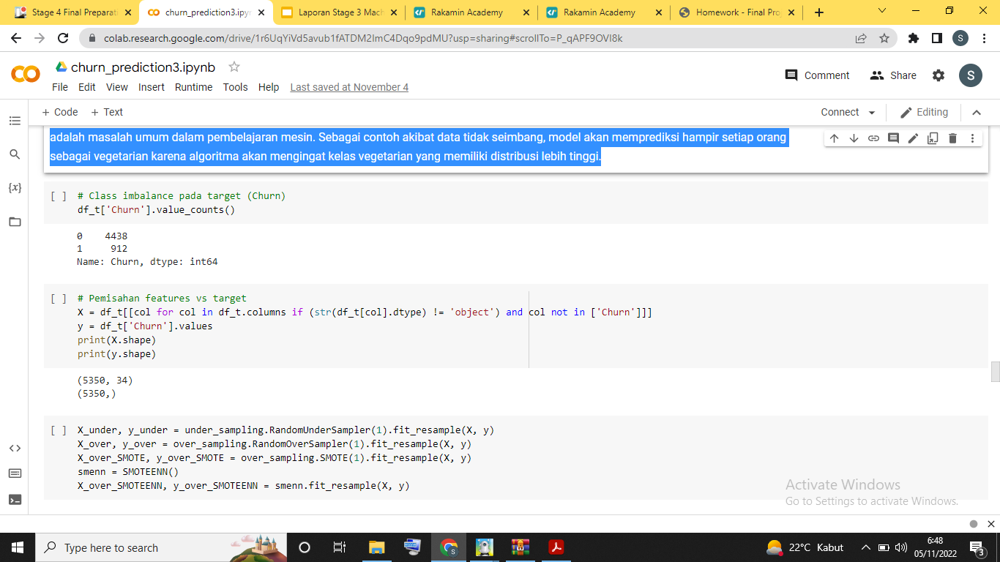 Stage 4 Final Preparati
churn_prediction3.ipyn
Laporan Stage 3 Mach
Rakamin Academy
Rakamin Academy
Homework - Final Pro
colab.research.google.com/drive/1r6UqYiVd5avub1fATDM2ImC4Dqo9pdMU?usp=sharing#scrollTo=P_qAPF9OVI8k
S
CO
churn_prediction3.ipynb
Comment
Share
S
File Edit View Insert Runtime Tools Help Last saved at November 4
+ Code + Text
Connect
Editing
adalah masalah umum dalam pembelajaran mesin. Sebagai contoh akibat data tidak seimbang, model akan memprediksi hampir setiap orang
sebagai vegetarian karena algoritma akan mengingat kelas vegetarian yang memiliki distribusi lebih tinggi.
[ ] # Class imbalance pada target (Churn)
df_t['Churn'].value_counts()
0    4438
1     912
Name: Churn, dtype: int64
[ ] # Pemisahan features vs target
X = df_t[[col for col in df_t.columns if (str(df_t[col].dtype) != 'object') and col not in ['Churn']]]
y = df_t['Churn'].values
print(X.shape)
print(y.shape)
(5350, 34)
(5350,)
[ ] X_under, y_under = under_sampling.RandomUnderSampler(1).fit_resample(X, y)
X_over, y_over = over_sampling.RandomOverSampler(1).fit_resample(X, y)
X_over_SMOTE, y_over_SMOTE = over_sampling.SMOTE(1).fit_resample(X, y)
smenn = SMOTEENN()
X_over_SMOTEENN, y_over_SMOTEENN = smenn.fit_resample(X, y)
Activate Windows
Go to Settings to activate Windows.
Type here to search
22°C Kabut
6:48
05/11/2022
3